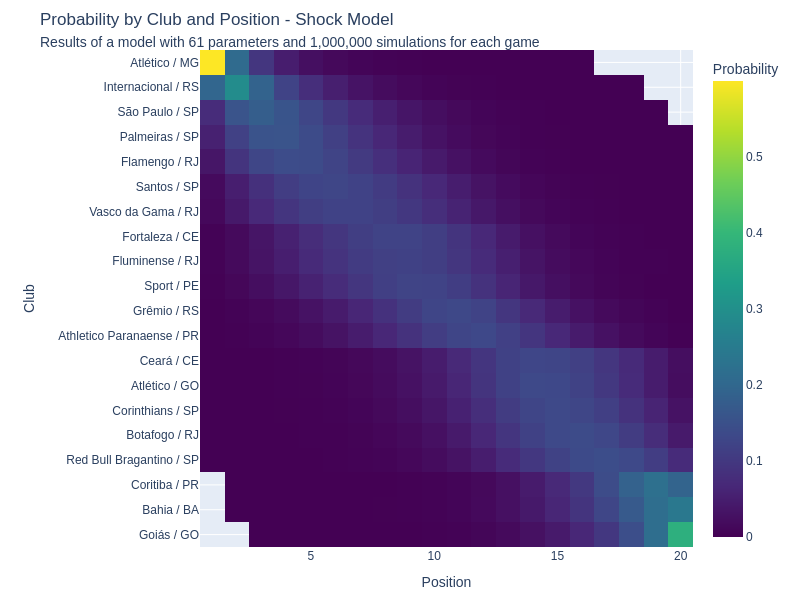 Probability by Club and Position - Shock Model
Results of a model with 61 parameters and 1,000,000 simulations for each game
Probability
Club
Atlético / MG
Internacional / RS
São Paulo / SP
Palmeiras / SP
Flamengo / RJ
Santos / SP
Vasco da Gama / RJ
Fortaleza / CE
Fluminense / RJ
Sport / PE
Grêmio / RS
Athletico Paranaense / PR
Ceará / CE
Atlético / GO
Corinthians / SP
Botafogo / RJ
Red Bull Bragantino / SP
Coritiba / PR
Bahia / BA
Goiás / GO
0.5
0.4
0.3
0.2
0.1
0
5 10 15 20
Position